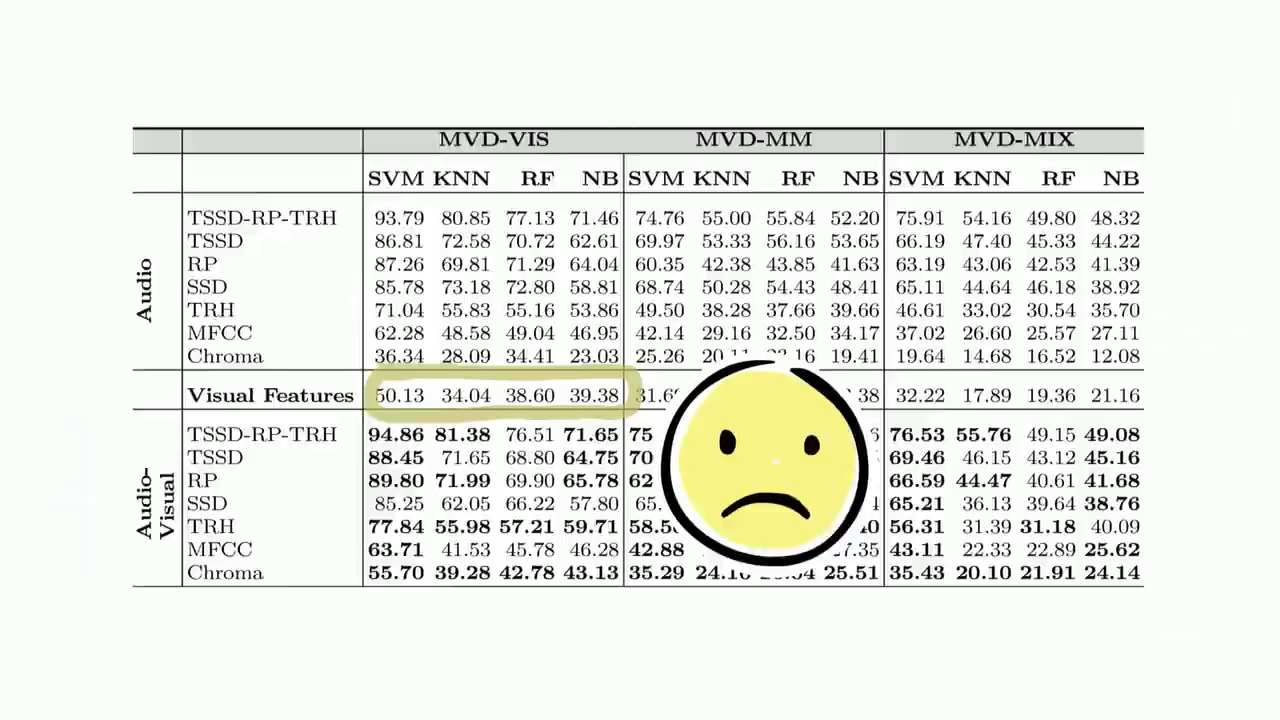 MVD-VIS MVD-MM MVD-MIX
SVM KNN RF NB SVM KNN RF NB SVM KNN RF NB
Audio
TSSD-RP-TRH 93.79 80.85 77.13 71.46 74.76 55.00 55.84 52.20 75.91 54.16 49.80 48.32
TSSD 86.81 72.58 70.72 62.61 69.97 53.33 56.16 53.65 66.19 47.40 45.33 44.22
RP 87.26 69.81 71.29 64.04 60.35 42.38 43.85 41.63 63.19 43.06 42.53 41.39
SSD 85.78 73.18 72.80 58.81 68.74 50.28 54.43 48.41 65.11 44.64 46.18 38.92
TRH 71.04 55.83 55.16 53.86 49.50 38.28 37.66 39.66 46.61 33.02 30.54 35.70
MFCC 62.28 48.58 49.04 46.95 42.14 29.16 32.50 34.17 37.02 26.60 25.57 27.11
Chroma 36.34 28.09 34.41 23.03 25.26 19.41 19.64 14.68 16.52 12.08
Visual Features 50.13 34.04 38.60 39.38 32.22 17.89 19.36 21.16
Audio-
Visual
TSSD-RP-TRH 94.86 81.38 76.51 71.65 76.53 55.76 49.15 49.08
TSSD 88.45 71.65 68.80 64.75 69.46 46.15 43.12 45.16
RP 89.80 71.99 69.90 65.78 66.59 44.47 40.61 41.68
SSD 85.25 62.05 66.22 57.80 65.21 36.13 39.64 38.76
TRH 77.84 55.98 57.21 59.71 56.31 31.39 31.18 40.09
MFCC 63.71 41.53 45.78 46.28 42.88 43.11 22.33 22.89 25.62
Chroma 55.70 39.28 42.78 43.13 35.29 25.51 35.43 20.10 21.91 24.14